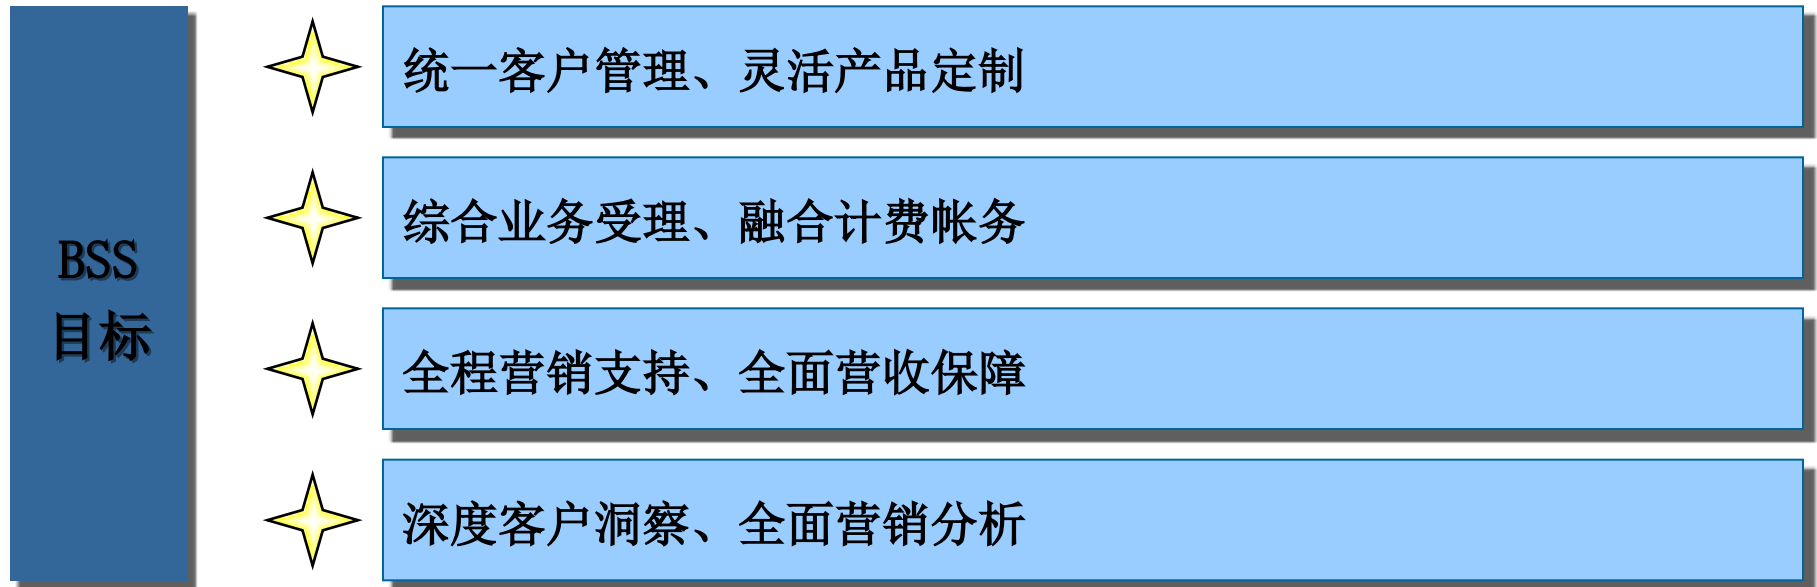 BSS
目标
统一客户管理、灵活产品定制
综合业务受理、融合计费帐务
全程营销支持、全面营收保障
深度客户洞察、全面营销分析